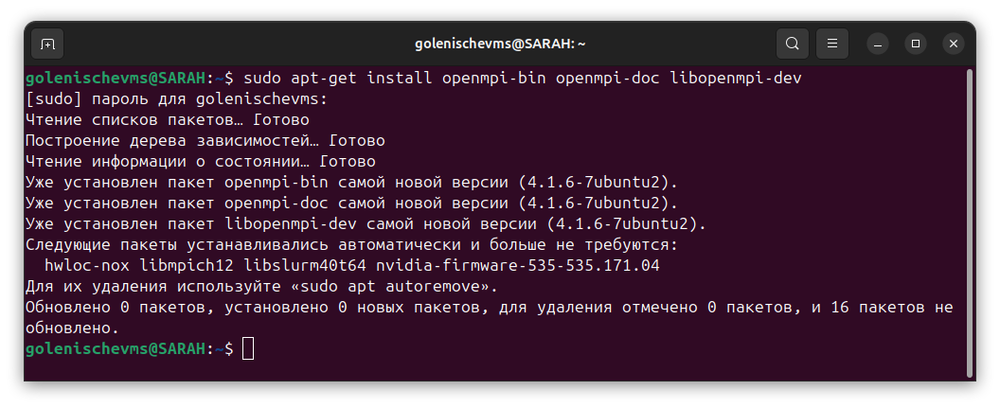 golenischevms@SARAH: ~
golenischevms@SARAH:~$ sudo apt-get install openmpi-bin openmpi-doc libopenmpi-dev
[sudo] пароль для golenischevms:
Чтение списков пакетов… Готово
Построение дерева зависимостей… Готово
Чтение информации о состоянии… Готово
Уже установлен пакет openmpi-bin самой новой версии (4.1.6-7ubuntu2).
Уже установлен пакет openmpi-doc самой новой версии (4.1.6-7ubuntu2).
Уже установлен пакет libopenmpi-dev самой новой версии (4.1.6-7ubuntu2).
Следующие пакеты устанавливались автоматически и больше не требуются:
  hwloc-nox libmpich12 libslurm40t64 nvidia-firmware-535-535.171.04
Для их удаления используйте «sudo apt autoremove».
Обновлено 0 пакетов, установлено 0 новых пакетов, для удаления отмечено 0 пакетов, и 16 пакетов не
обновлено.
golenischevms@SARAH:~$